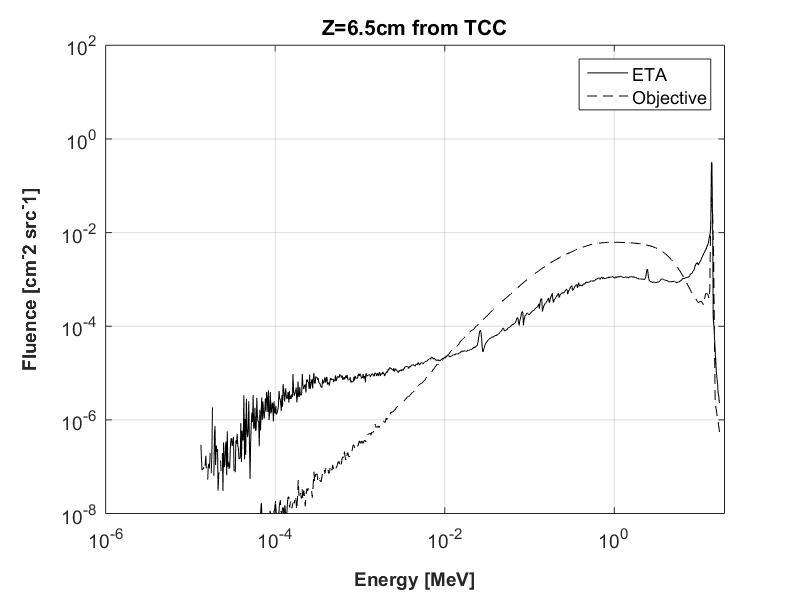 Z=6.5cm from TCC
10^2
ETA
Objective
10^0
10^-2
10^-4
10^-6
10^-8
Fluence [cm^-2 src^-1]
10^-6 10^-4 10^-2 10^0
Energy [MeV]